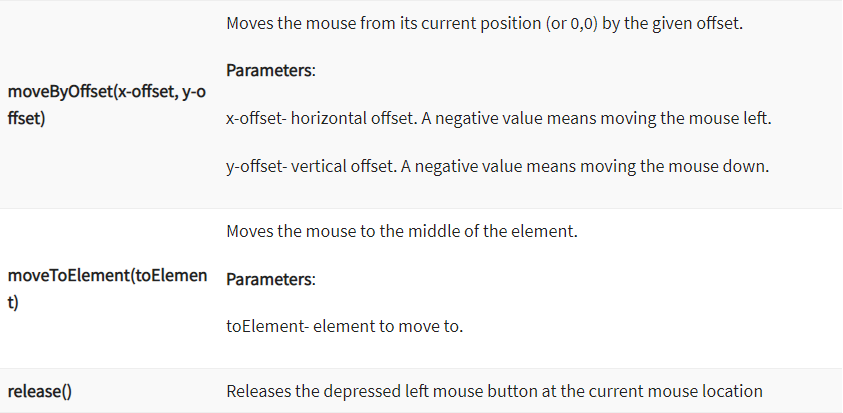 Moves the mouse from its current position (or 0,0) by the given offset.
Parameters:
moveByOffset(x-offset, y-o
ffset)
x-offset- horizontal offset. A negative value means moving the mouse left.
y-offset- vertical offset. A negative value means moving the mouse down.
Moves the mouse to the middle of the element.
moveToElement(toElemen
t)
Parameters:
toElement- element to move to.
release()
Releases the depressed left mouse button at the current mouse location